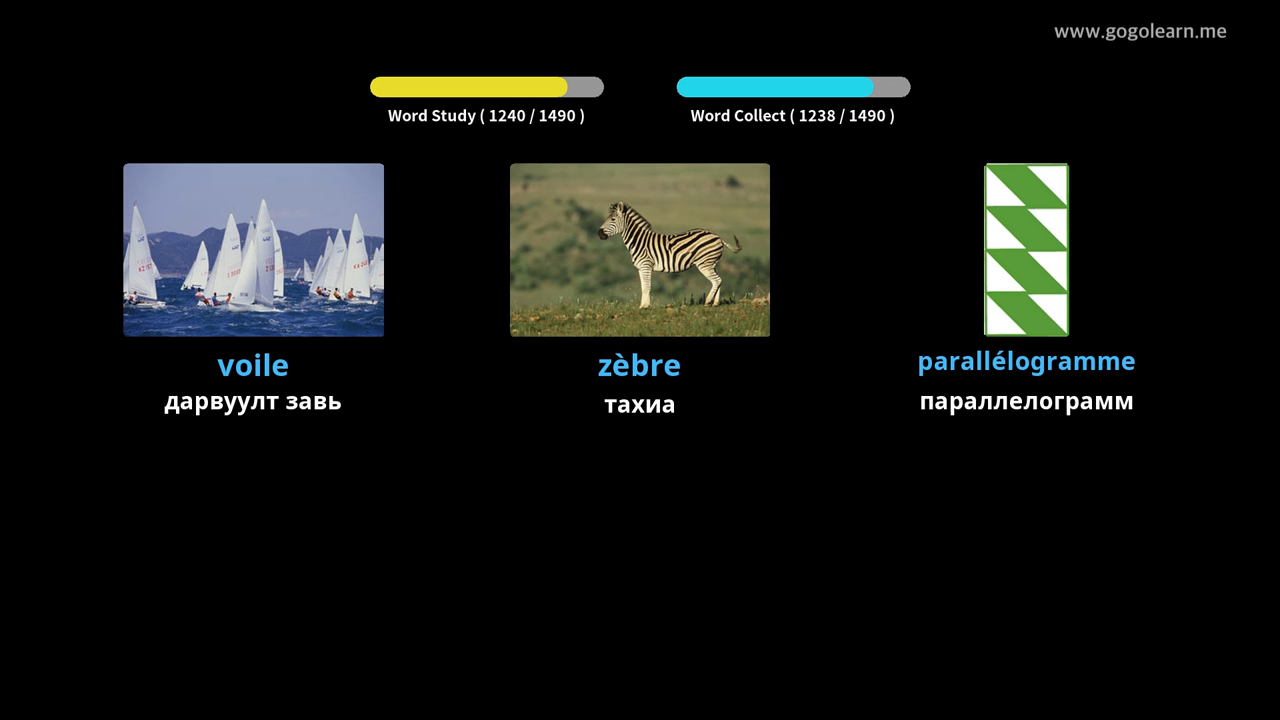 www.gogolearn.me
Word Study ( 1240 / 1490 )
Word Collect ( 1238 / 1490 )
voile
дарвуулт завь
zèbre
тахиа
parallélogramme
параллелограмм